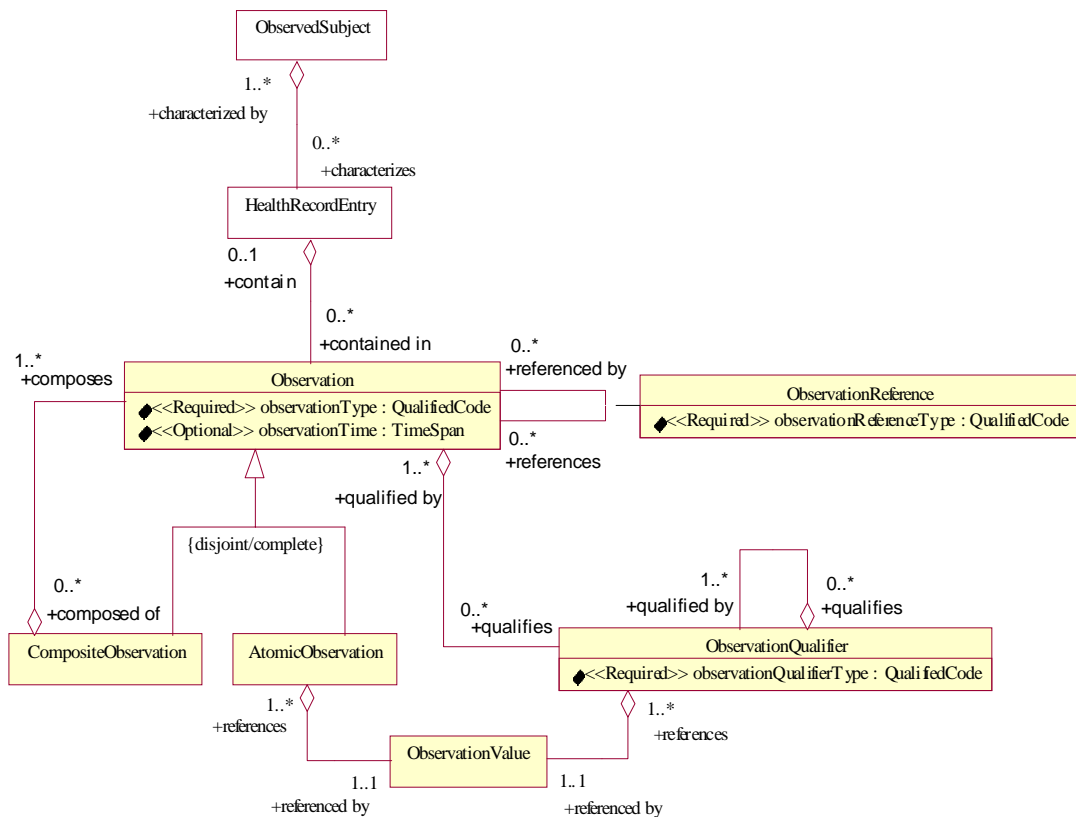 ObservedSubject
1..*
+characterized by
0..*
+characterizes
HealthRecordEntry
0..1
+contain
0..*
+contained in
1..*
+composes
Observation
<<Required>> observationType : QualifiedCode
<<Optional>> observationTime : TimeSpan
0..*
+referenced by
0..*
+references
ObservationReference
<<Required>> observationReferenceType : QualifiedCode
1..*
+qualified by
{disjoint/complete}
0..*
+composed of
CompositeObservation
AtomicObservation
0..*
+qualifies
1..*
+qualified by
0..*
+qualifies
ObservationQualifier
<<Required>> observationQualifierType : QualifiedCode
1..*
+references
1..*
+references
ObservationValue
1..1
+referenced by
1..1
+referenced by